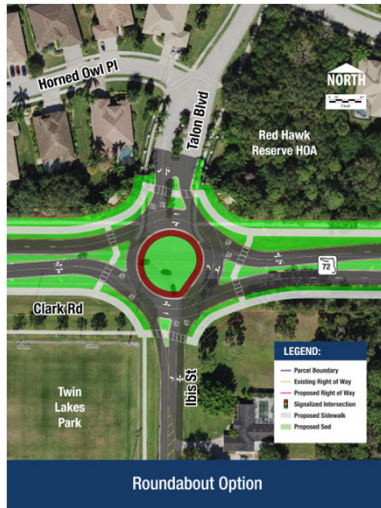 Horned Owl Pl
Talon Blvd
NORTH
Feet
Red Hawk
Reserve HOA
72
Clark Rd
Ibis St
Twin
Lakes
Park
LEGEND:
Parcel Boundary
Existing Right of Way
Proposed Right of Way
Signalized Intersection
Proposed Sidewalk
Proposed Sod
Roundabout Option